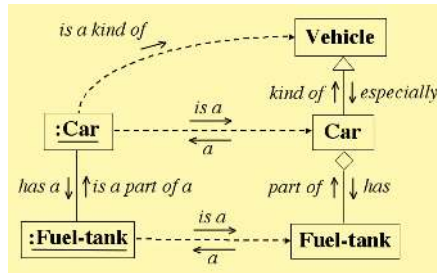 is a kind of
Vehicle
kind of
especially
:Car
is a
a
Car
has a
is a part of a
part of
has
:Fuel-tank
is a
a
Fuel-tank